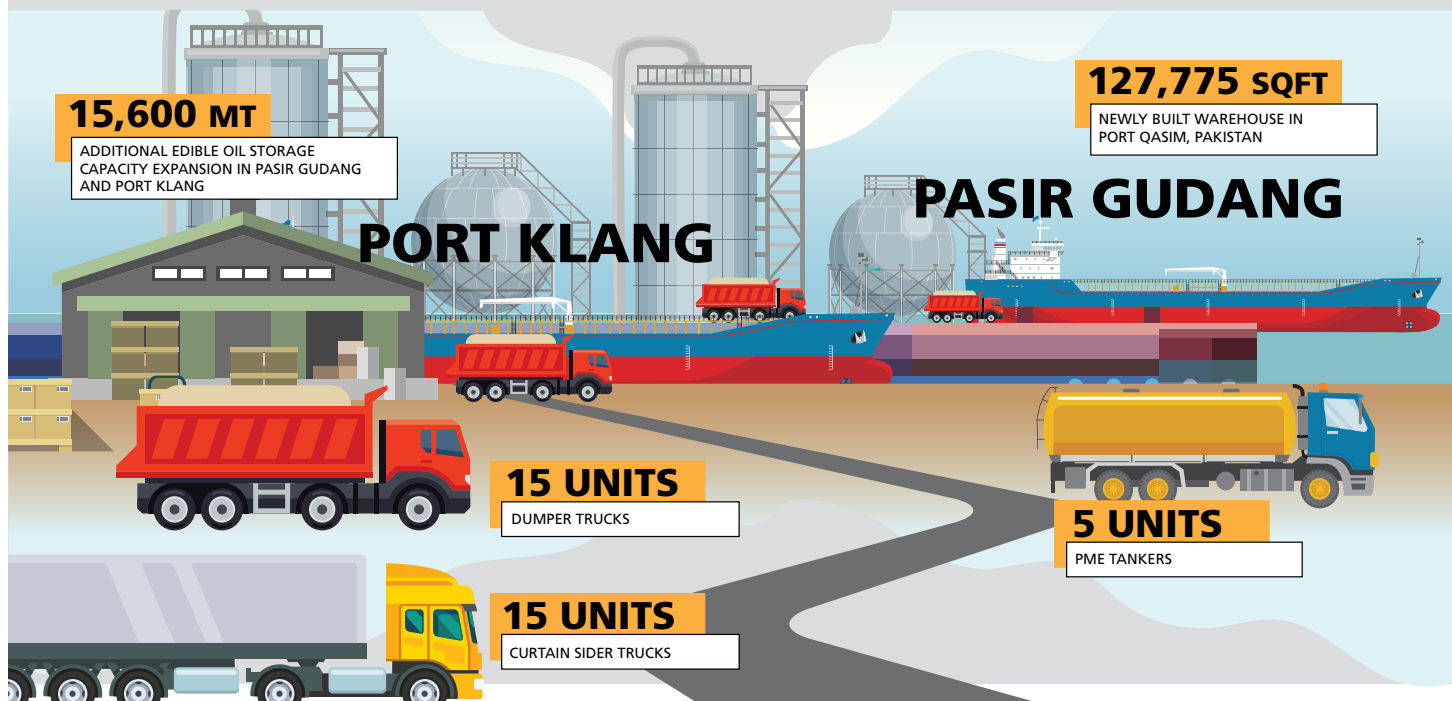 15,600 MT
ADDITIONAL EDIBLE OIL STORAGE
CAPACITY EXPANSION IN PASIR GUDANG
AND PORT KLANG
127,775 SQFT
NEWLY BUILT WAREHOUSE IN
PORT QASIM, PAKISTAN
PASIR GUDANG
PORT KLANG
15 UNITS
DUMPER TRUCKS
5 UNITS
PME TANKERS
15 UNITS
CURTAIN SIDER TRUCKS